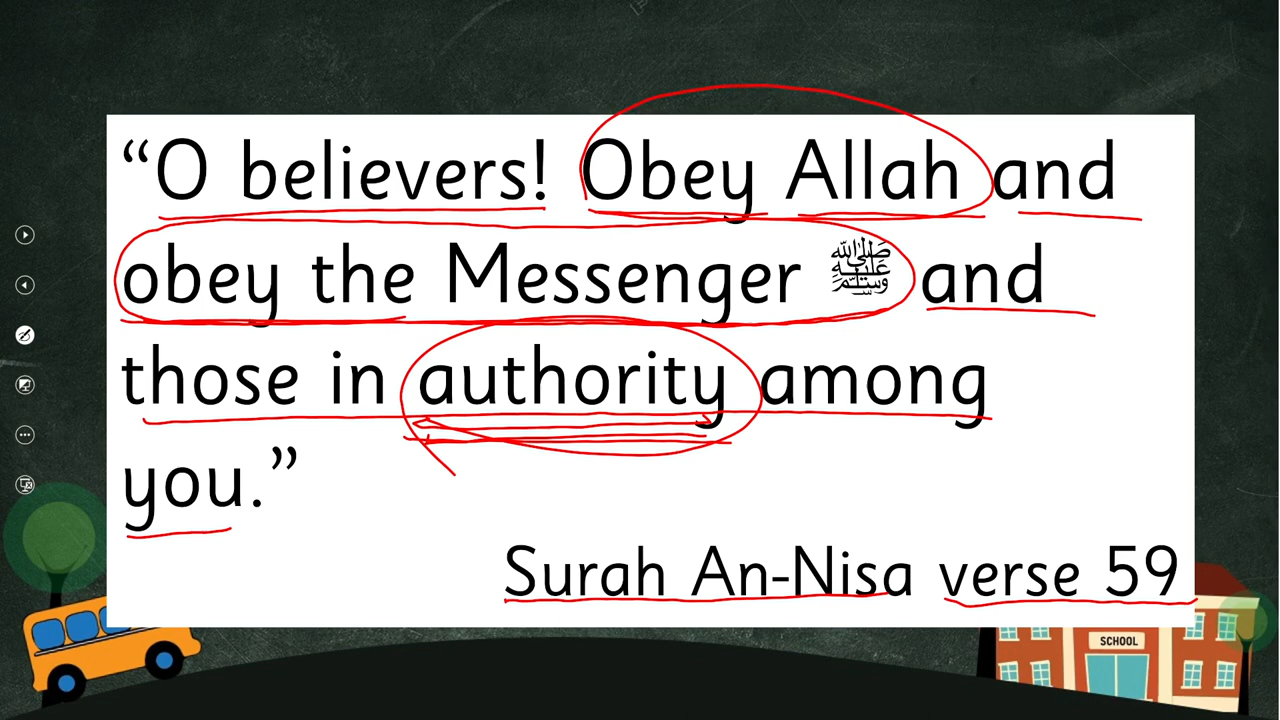 “O believers! Obey Allah and
obey the Messenger ﷺ and
those in authority among
you.”
Surah An-Nisa verse 59
SCHOOL